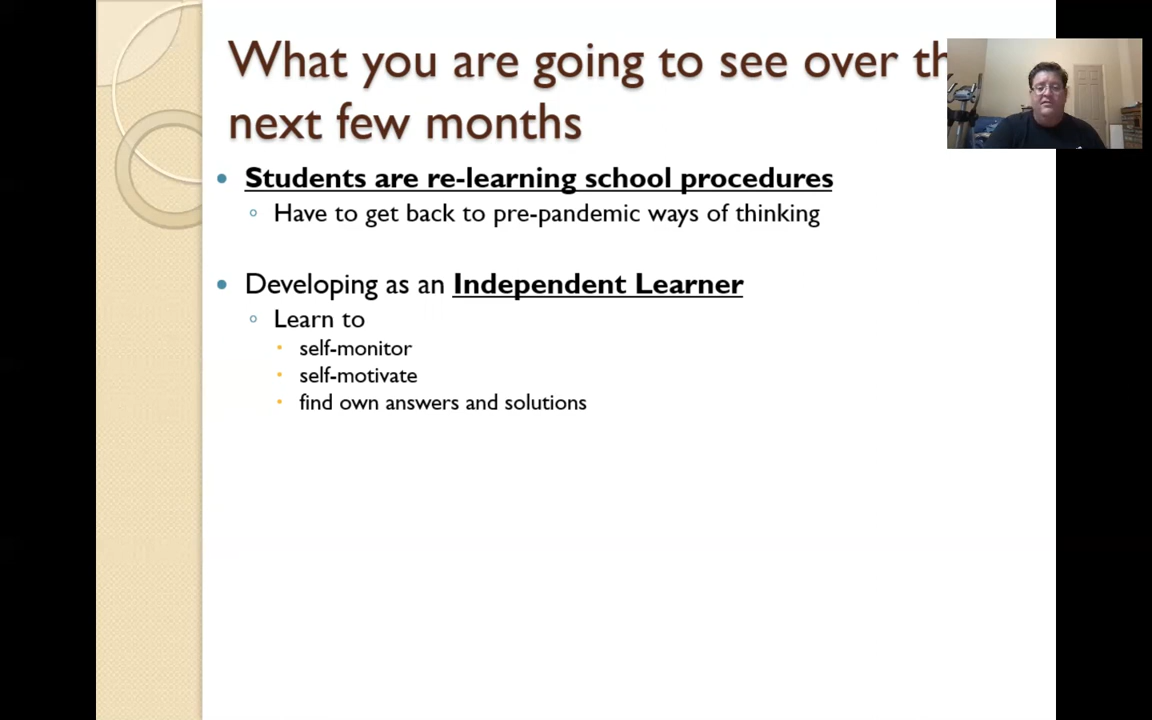 What you are going to see over th
next few months
Students are re-learning school procedures
Have to get back to pre-pandemic ways of thinking
Developing as an Independent Learner
Learn to
self-monitor
self-motivate
find own answers and solutions